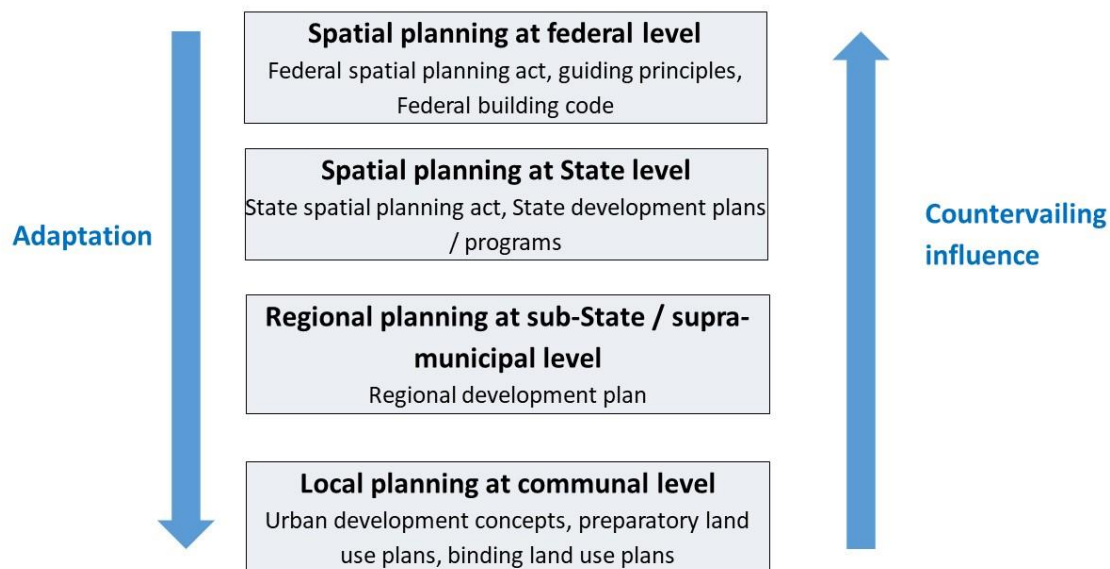 Spatial planning at federal level
Federal spatial planning act, guiding principles,
Federal building code
Spatial planning at State level
State spatial planning act, State development plans
/ programs
Adaptation
Countervailing
influence
Regional planning at sub-State / supra-
municipal level
Regional development plan
Local planning at communal level
Urban development concepts, preparatory land
use plans, binding land use plans